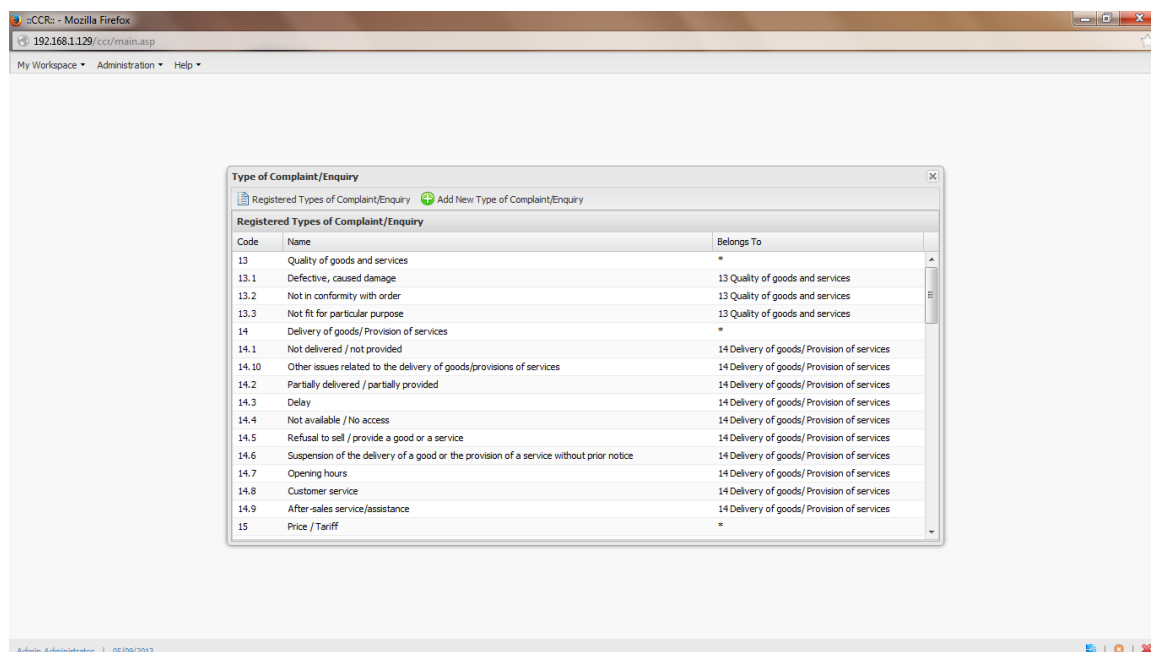 ::CCR:: - Mozilla Firefox
192.168.1.129/ccr/main.asp
My Workspace Administration Help
Type of Complaint/Enquiry
Registered Types of Complaint/Enquiry Add New Type of Complaint/Enquiry
Registered Types of Complaint/Enquiry
Code Name Belongs To
13 Quality of goods and services *
13.1 Defective, caused damage 13 Quality of goods and services
13.2 Not in conformity with order 13 Quality of goods and services
13.3 Not fit for particular purpose 13 Quality of goods and services
14 Delivery of goods/ Provision of services *
14.1 Not delivered / not provided 14 Delivery of goods/ Provision of services
14.10 Other issues related to the delivery of goods/provisions of services 14 Delivery of goods/ Provision of services
14.2 Partially delivered / partially provided 14 Delivery of goods/ Provision of services
14.3 Delay 14 Delivery of goods/ Provision of services
14.4 Not available / No access 14 Delivery of goods/ Provision of services
14.5 Refusal to sell / provide a good or a service 14 Delivery of goods/ Provision of services
14.6 Suspension of the delivery of a good or the provision of a service without prior notice 14 Delivery of goods/ Provision of services
14.7 Opening hours 14 Delivery of goods/ Provision of services
14.8 Customer service 14 Delivery of goods/ Provision of services
14.9 After-sales service/assistance 14 Delivery of goods/ Provision of services
15 Price / Tariff *
Admin Administrator | 05/09/2013